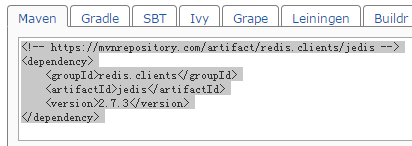 Maven Gradle SBT Ivy Grape Leiningen Buildr
<!-- https://mvnrepository.com/artifact/redis.clients/jedis -->
<dependency>
    <groupId>redis.clients</groupId>
    <artifactId>jedis</artifactId>
    <version>2.7.3</version>
</dependency>